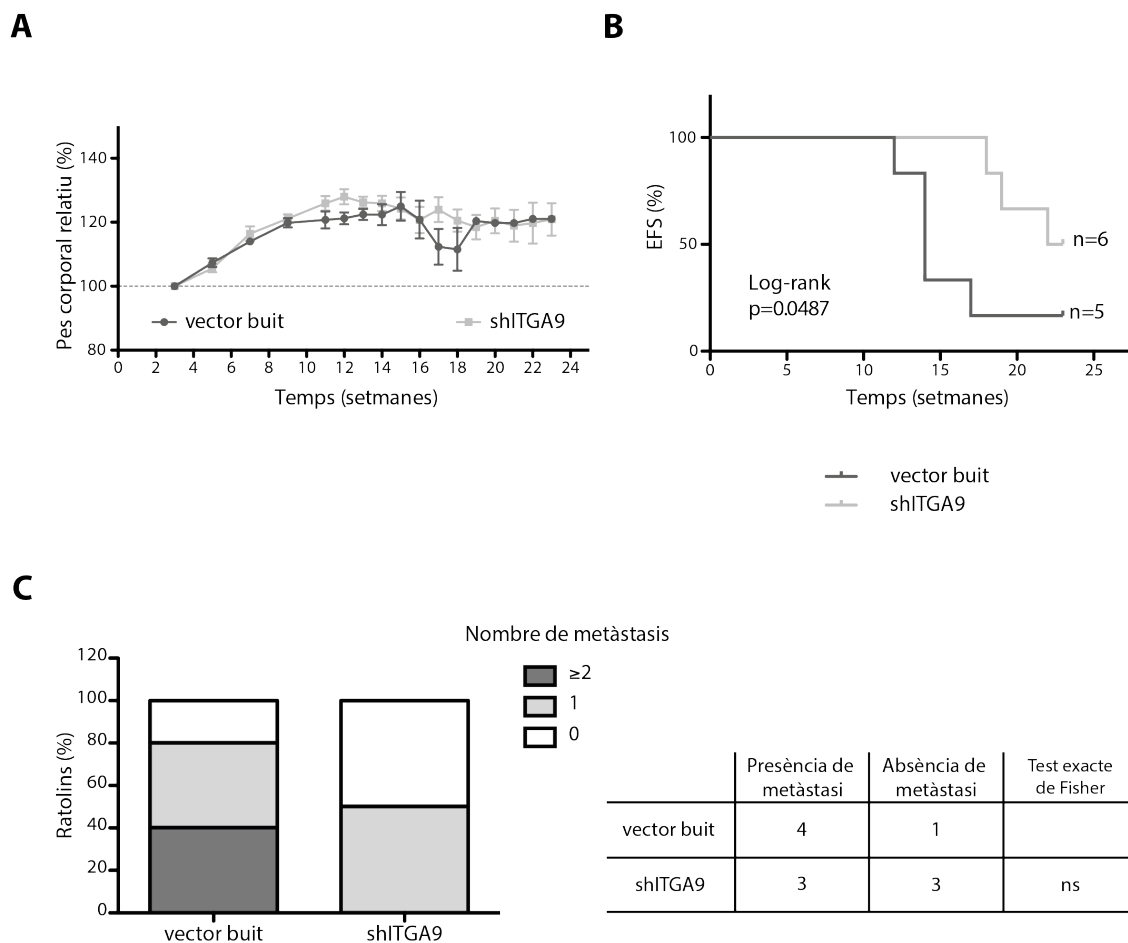 A
Pes corporal relatiu (%)
140
120
100
80
vector buit
shITGA9
0 2 4 6 8 10 12 14 16 18 20 22 24
Temps (setmanes)
B
EFS (%)
100
50
0
n=6
n=5
Log-rank
p=0.0487
0 5 10 15 20 25
Temps (setmanes)
vector buit
shITGA9
C
Nombre de metàstasis
≥2
1
0
Ratolins (%)
120
100
80
60
40
20
0
vector buit
shITGA9
Presència de metàstasi
Absència de metàstasi
Test exacte de Fisher
vector buit 4 1
shITGA9 3 3 ns